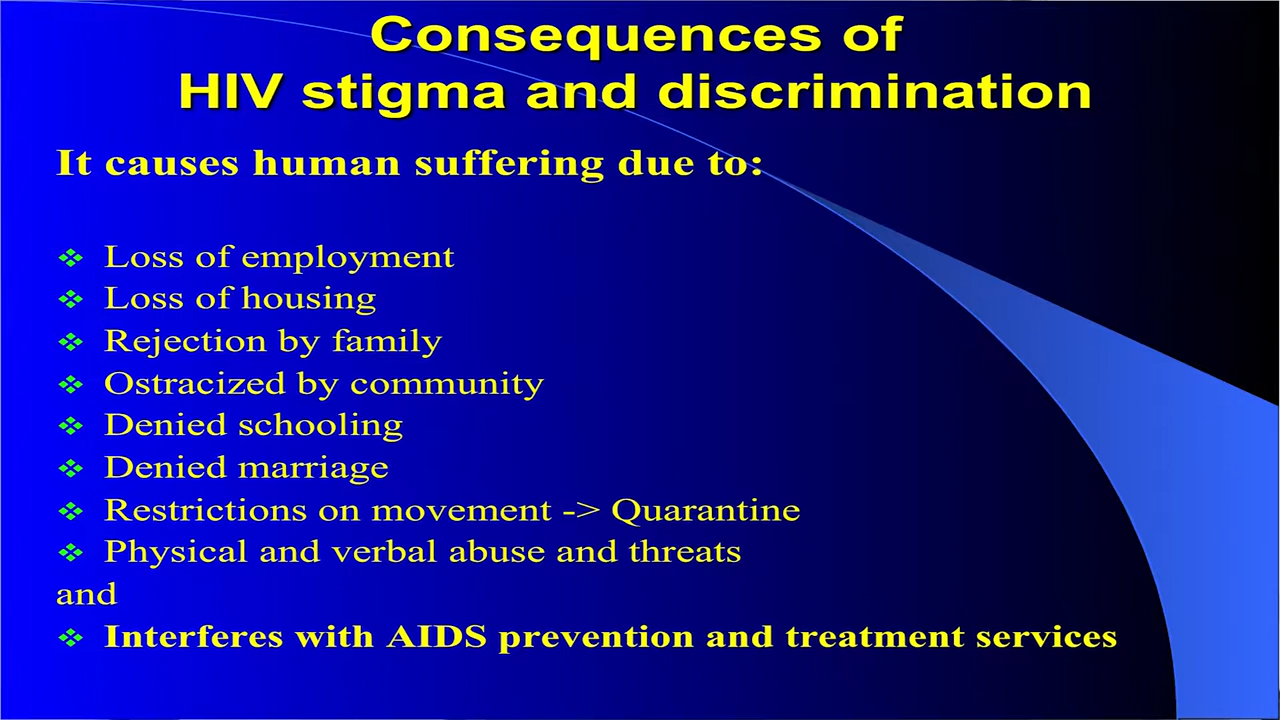 Consequences of
HIV stigma and discrimination
It causes human suffering due to:
❖ Loss of employment
❖ Loss of housing
❖ Rejection by family
❖ Ostracized by community
❖ Denied schooling
❖ Denied marriage
❖ Restrictions on movement -> Quarantine
❖ Physical and verbal abuse and threats
and
❖ Interferes with AIDS prevention and treatment services